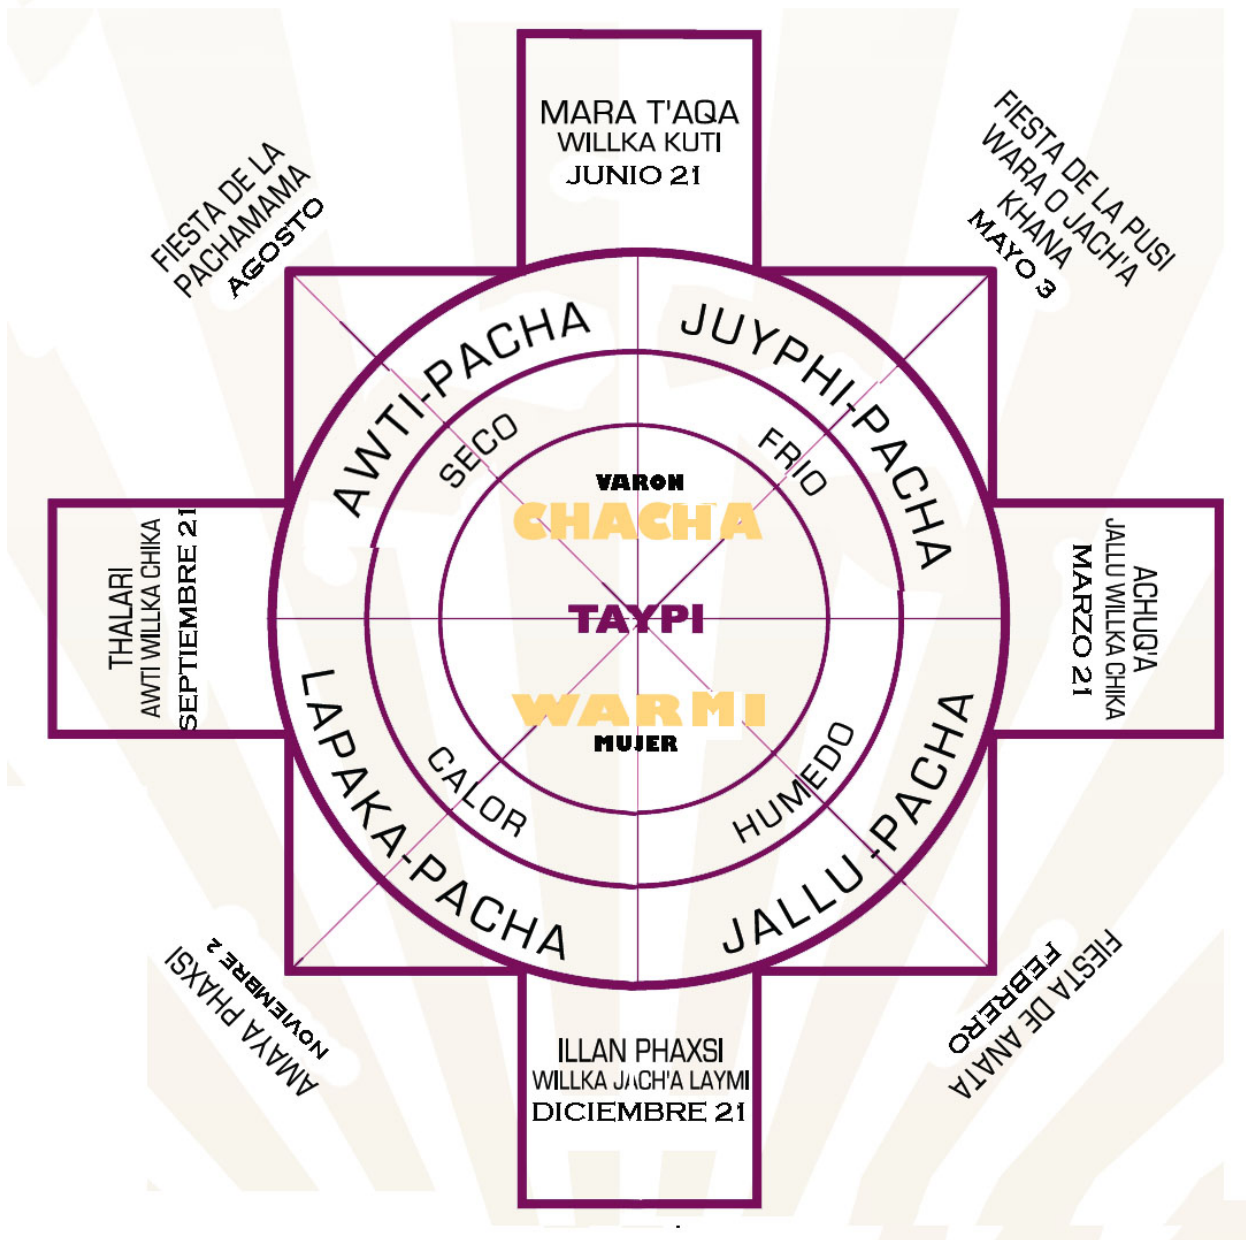 MARA T'AQA
WILLKA KUTI
JUNIO 21
FIESTA DE LA
PACHAMAMA
AGOSTO
FIESTA DE LA PUSI
WARA O JACH'A
KHANA
MAYO 3
AWTI-PACHA
JUYPHI-PACHA
SECO
FRIO
VARON
CHACHA
TAYPI
WARMI
MUJER
THALARI
AWTI WILLKA CHIKA
SEPTIEMBRE 21
ACHUQ'A
JALLU WILLKA CHIKA
MARZO 21
CALOR
HUMEDO
LAPAKA-PACHA
JALLU-PACHA
NOVIEMBRE 2
AMAYA PHAXSI
FIESTA DE ANATA
FEBRERO
ILLAN PHAXSI
WILLKA JACH'A LAYMI
DICIEMBRE 21